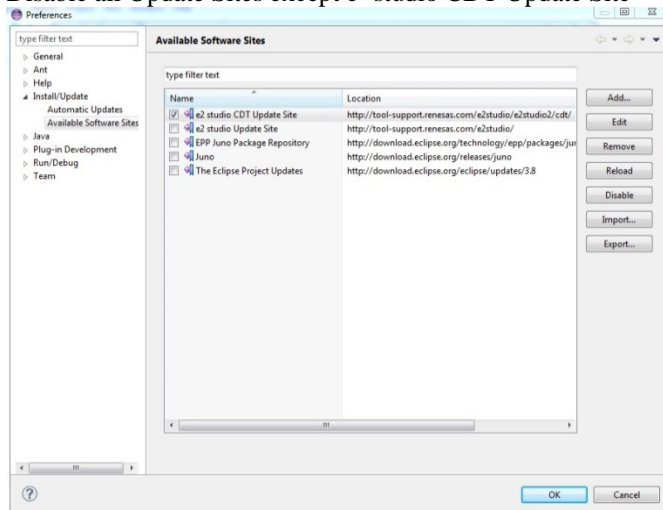 Disable all Update Sites except e² studio CDT Update Site
Preferences
type filter text
General
Ant
Help
Install/Update
Automatic Updates
Available Software Sites
Java
Plug-in Development
Run/Debug
Team
Available Software Sites
type filter text
Name Location
e2 studio CDT Update Site http://tool-support.renesas.com/e2studio/e2studio2/cdt/
e2 studio Update Site http://tool-support.renesas.com/e2studio/
EPP Juno Package Repository http://download.eclipse.org/technology/epp/packages/jun
Juno http://download.eclipse.org/releases/juno
The Eclipse Project Updates http://download.eclipse.org/eclipse/updates/3.8
Add...
Edit
Remove
Reload
Disable
Import...
Export...
OK Cancel